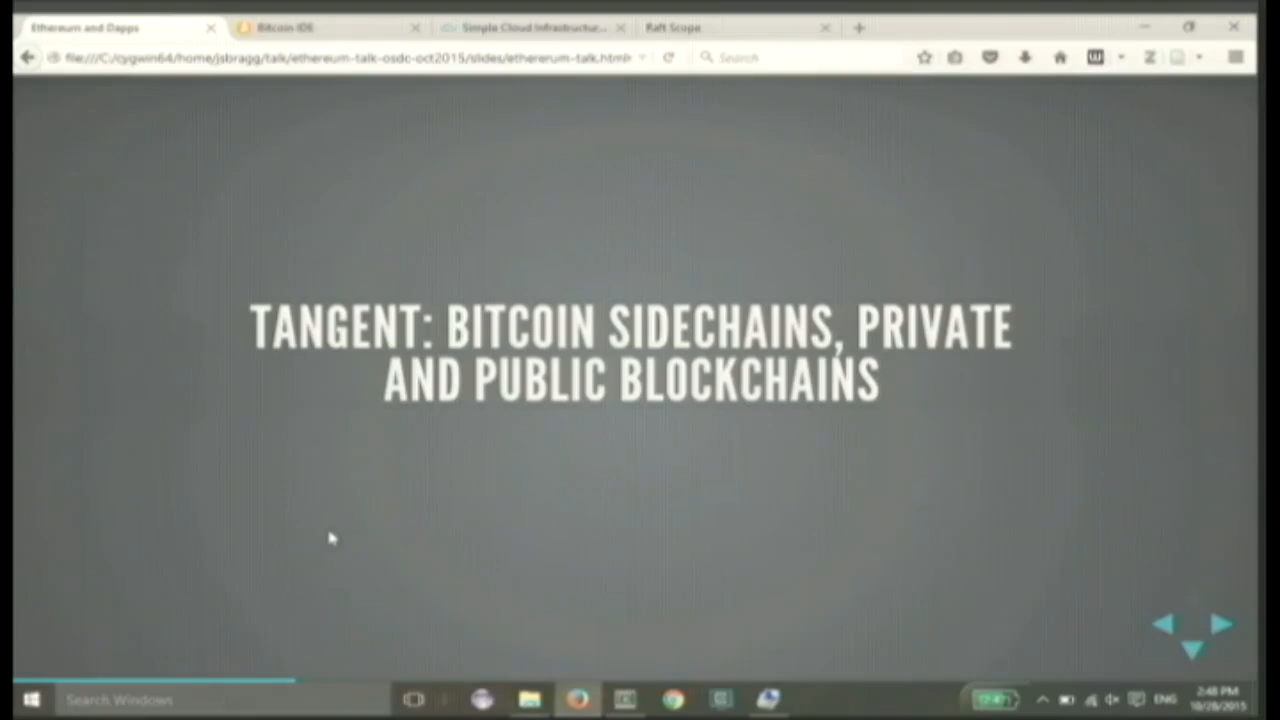 Ethereum and Dapps
Bitcoin IDE
Simple Cloud Infrastructur...
Raft Scope
file:///C:/cygwin64/home/jsbragg/talk/ethereum-talk-osdc-oct2015/slides/ethererum-talk.html
Search
TANGENT: BITCOIN SIDECHAINS, PRIVATE
AND PUBLIC BLOCKCHAINS
Search Windows
ENG
2:48 PM
10/28/2015